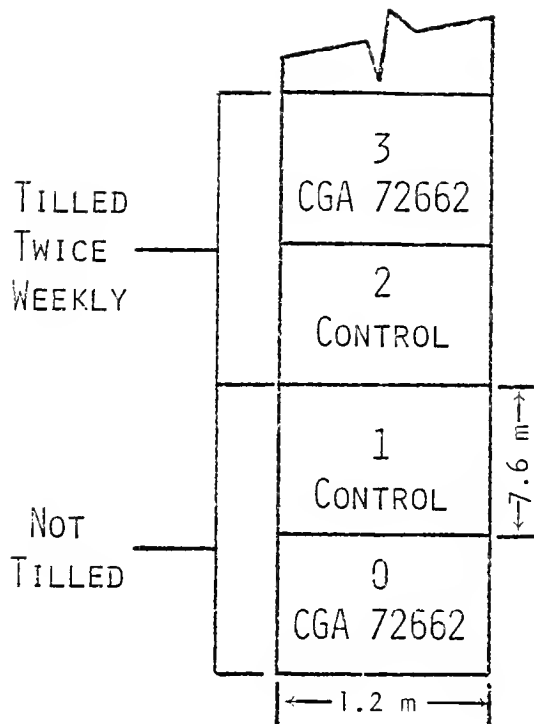 3
CGA 72662
TILLED
TWICE
WEEKLY
2
CONTROL
1
CONTROL
7.6 m
NOT
TILLED
0
CGA 72662
1.2 m